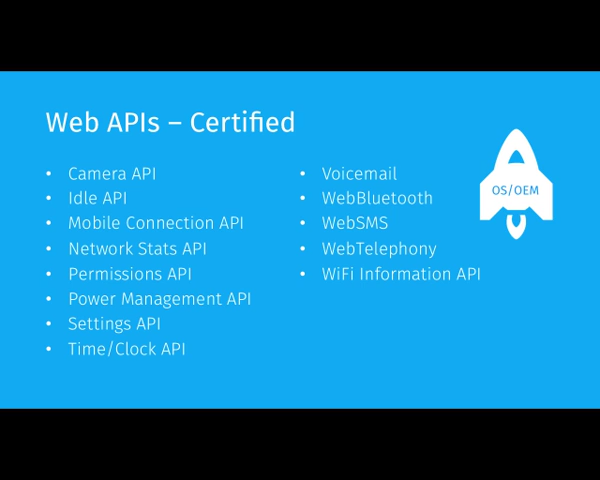 Web APIs – Certified
• Camera API
• Idle API
• Mobile Connection API
• Network Stats API
• Permissions API
• Power Management API
• Settings API
• Time/Clock API
• Voicemail
• WebBluetooth
• WebSMS
• WebTelephony
• WiFi Information API
OS/OEM